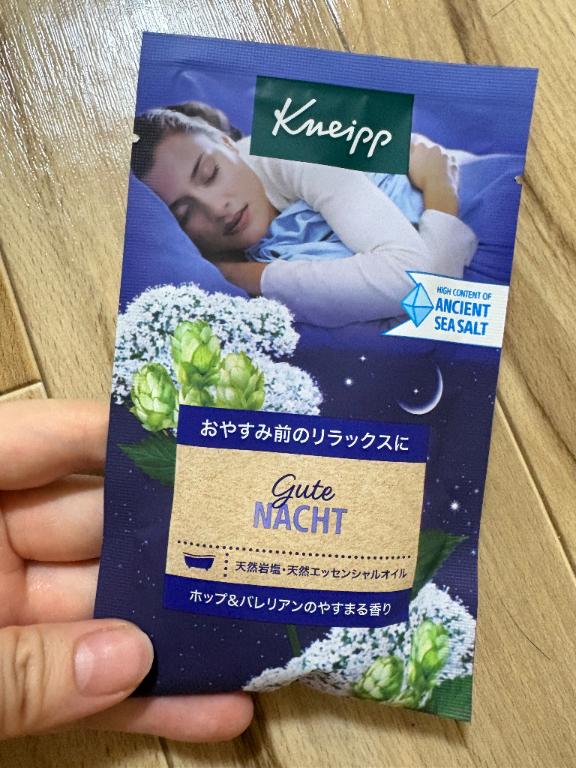 Kneipp
HIGH CONTENT OF
ANCIENT
SEA SALT
おやすみ前のリラックスに
Gute
NACHT
天然岩塩・天然エッセンシャルオイル
ホップ&バレリアンのやすまる香り